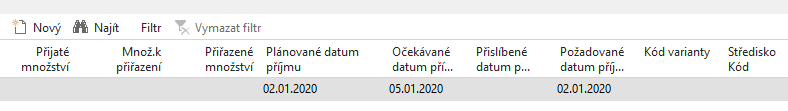 Nový Najít Filtr Vymazat filtr
Přijaté množství Množ.k přiřazení Přiřazené množství Plánované datum příjmu Očekávané datum pří... Přislíbené datum p... Požadované datum příj... Kód varianty Středisko Kód
02.01.2020 05.01.2020 02.01.2020